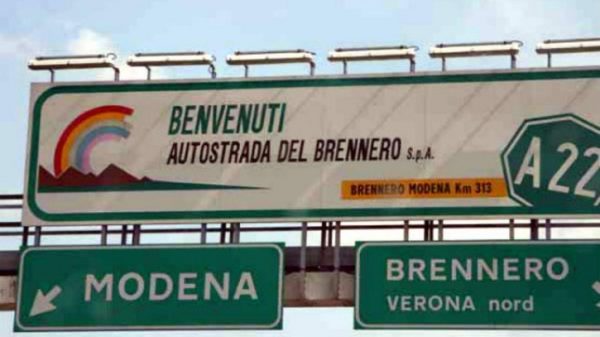 BENVENUTI
AUTOSTRADA DEL BRENNERO S.p.A.
BRENNERO MODENA Km 313
A22
MODENA
BRENNERO
VERONA nord